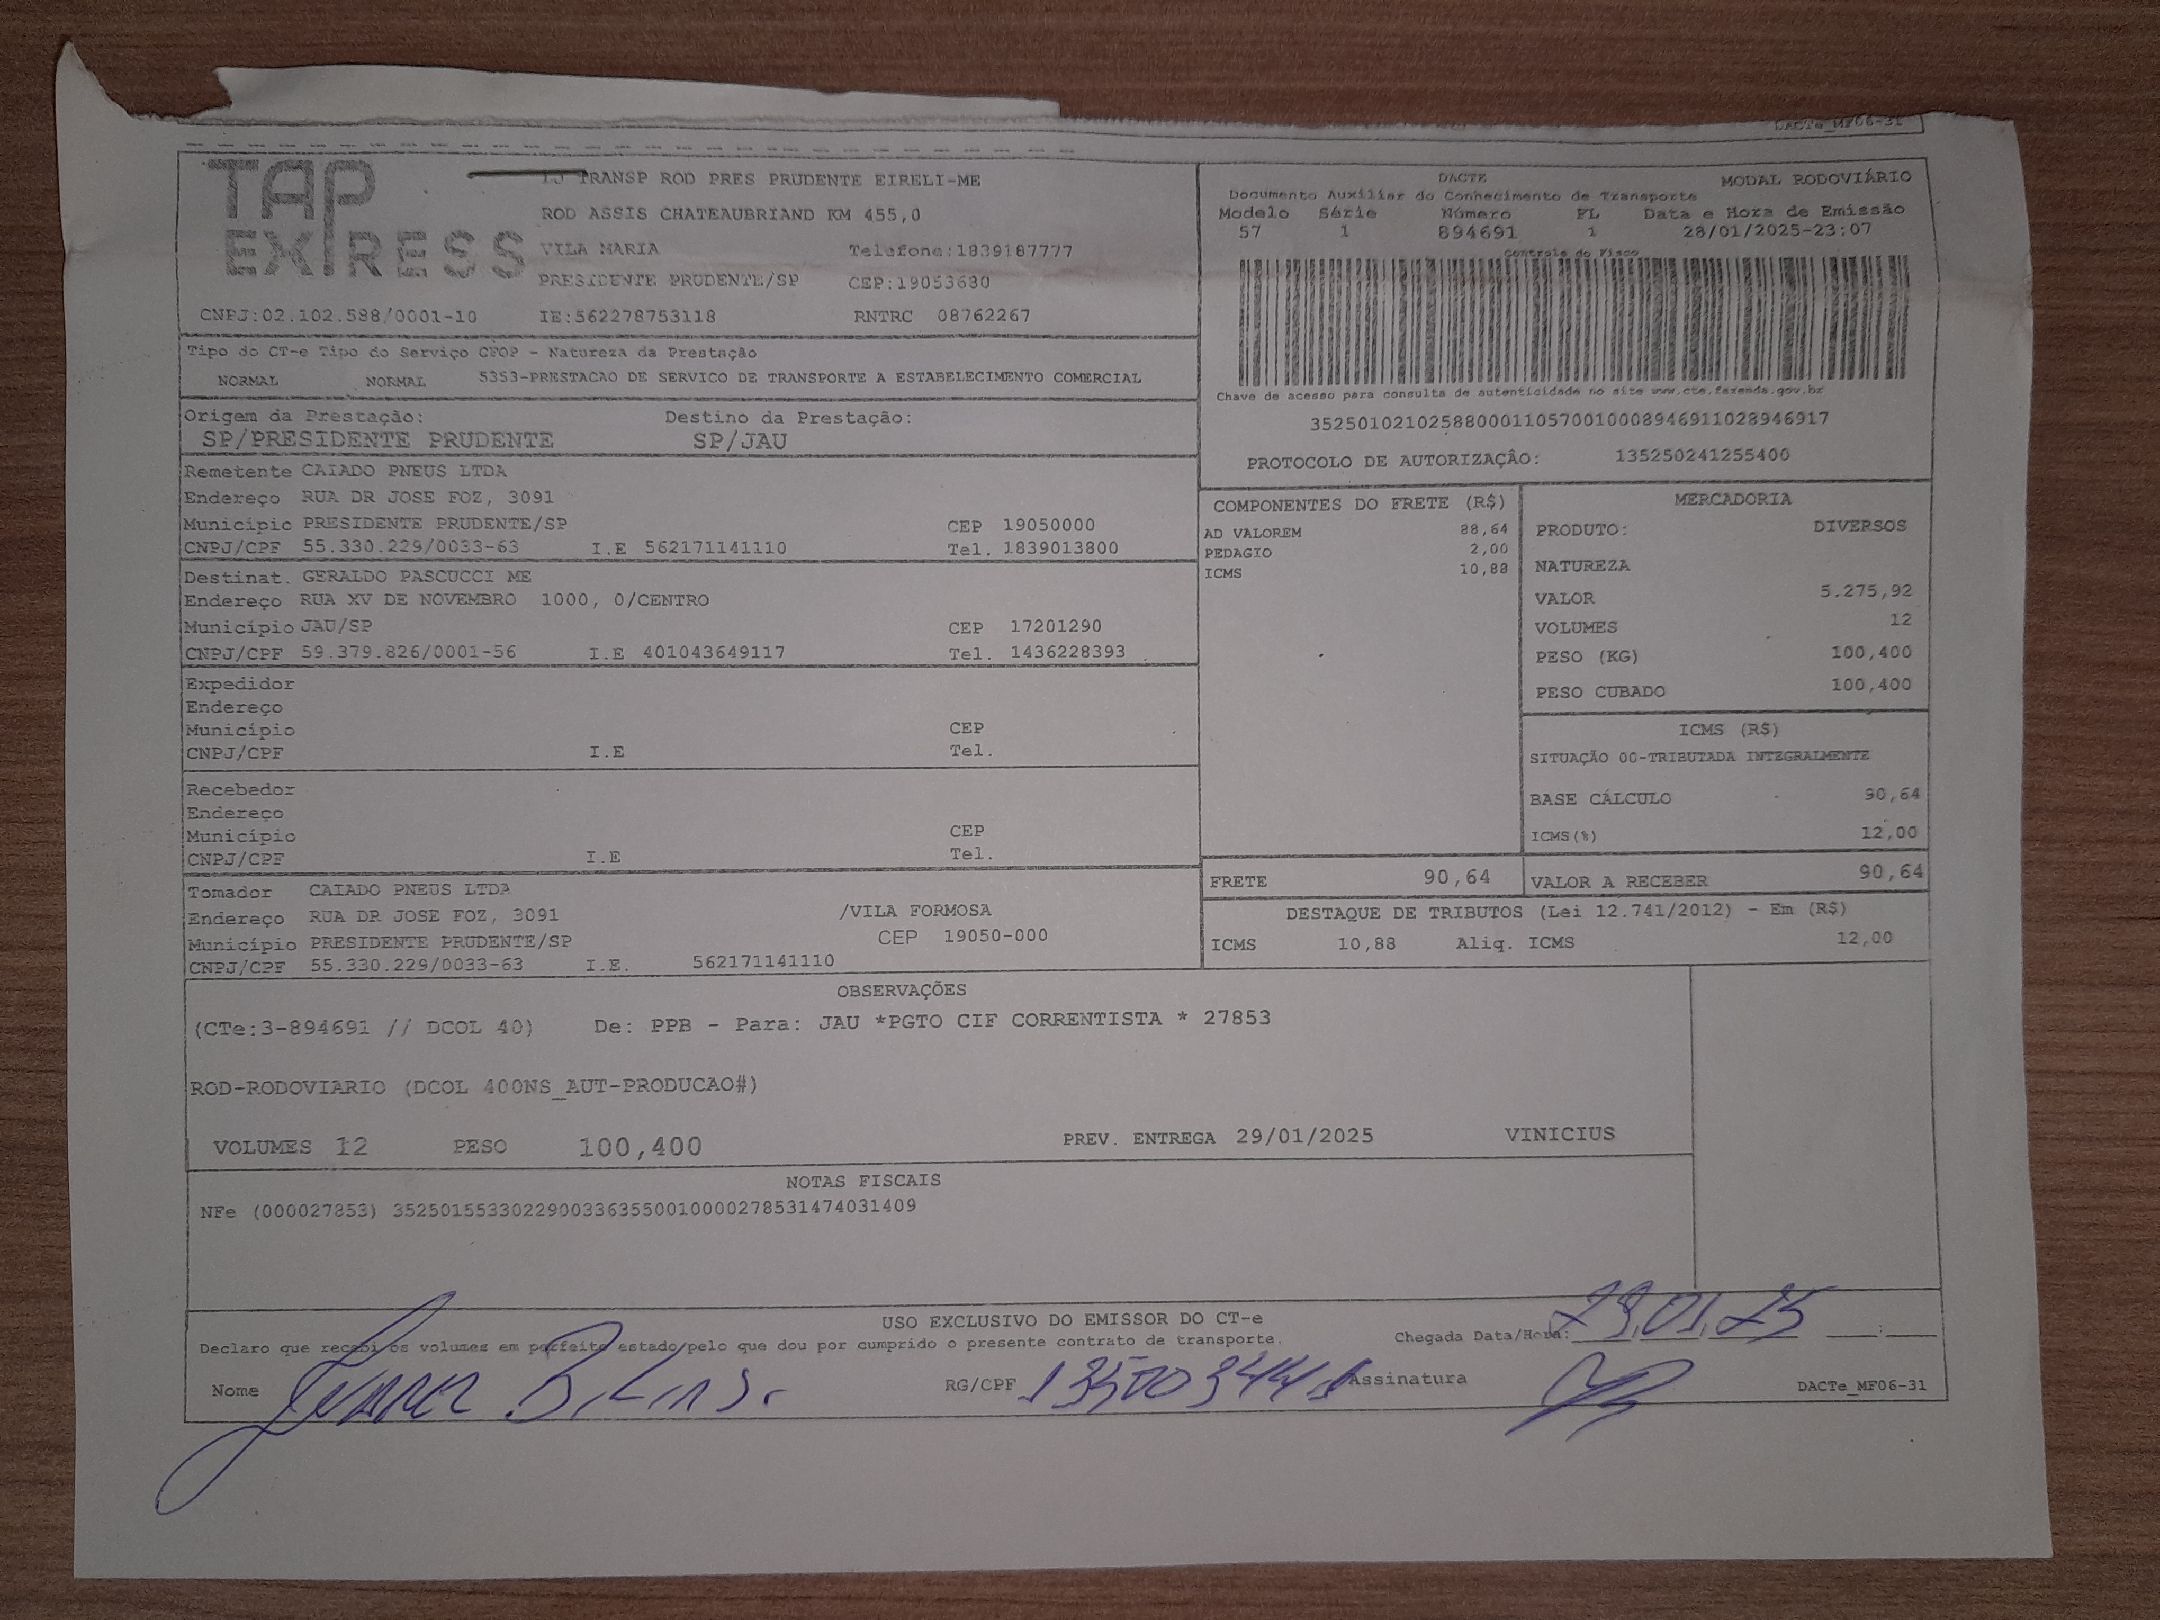 DACTe_MF06-31
TAP
EXPRESS
TRANSP ROD PRES PRUDENTE EIRELI-ME
ROD ASSIS CHATEAUBRIAND KM 455,0
VILA MARIA Telefone:1839187777
PRESIDENTE PRUDENTE/SP CEP:19053680
CNPJ:02.102.588/0001-10 IE:562278753118 RNTRC 08762267
DACTE MODAL RODOVIÁRIO
Documento Auxiliar do Conhecimento de Transporte
Modelo Série Número FL Data e Hora de Emissão
57 1 894691 1 28/01/2025-23:07
Controle do Fisco
Chave de acesso para consulta de autenticidade no site www.cte.fazenda.gov.br
35250102102588000110570010008946911028946917
PROTOCOLO DE AUTORIZAÇÃO: 135250241255400
Tipo do CT-e Tipo do Serviço CFOP - Natureza da Prestação
NORMAL NORMAL 5353-PRESTACAO DE SERVICO DE TRANSPORTE A ESTABELECIMENTO COMERCIAL
Origem da Prestação: Destino da Prestação:
SP/PRESIDENTE PRUDENTE SP/JAU
Remetente CAIADO PNEUS LTDA
Endereço RUA DR JOSE FOZ, 3091
Município PRESIDENTE PRUDENTE/SP CEP 19050000
CNPJ/CPF 55.330.229/0033-63 I.E 562171141110 Tel. 1839013800
Destinat. GERALDO PASCUCCI ME
Endereço RUA XV DE NOVEMBRO 1000, 0/CENTRO
Município JAU/SP CEP 17201290
CNPJ/CPF 59.379.826/0001-56 I.E 401043649117 Tel. 1436228393
Expedidor
Endereço
Município CEP
CNPJ/CPF I.E Tel.
Recebedor
Endereço
Município CEP
CNPJ/CPF I.E Tel.
Tomador CAIADO PNEUS LTDA
Endereço RUA DR JOSE FOZ, 3091 /VILA FORMOSA
Município PRESIDENTE PRUDENTE/SP CEP 19050-000
CNPJ/CPF 55.330.229/0033-63 I.E. 562171141110
COMPONENTES DO FRETE (R$)
AD VALOREM 88,64
PEDAGIO 2,00
ICMS 10,88
MERCADORIA
PRODUTO: DIVERSOS
NATUREZA
VALOR 5.275,92
VOLUMES 12
PESO (KG) 100,400
PESO CUBADO 100,400
ICMS (R$)
SITUAÇÃO 00-TRIBUTADA INTEGRALMENTE
BASE CÁLCULO 90,64
ICMS(%) 12,00
FRETE 90,64 VALOR A RECEBER 90,64
DESTAQUE DE TRIBUTOS (Lei 12.741/2012) - Em (R$)
ICMS 10,88 Aliq. ICMS 12,00
OBSERVAÇÕES
(CTe:3-894691 // DCOL 40) De: PPB - Para: JAU *PGTO CIF CORRENTISTA * 27853
ROD-RODOVIARIO (DCOL 400NS_AUT-PRODUCAO#)
VOLUMES 12 PESO 100,400 PREV. ENTREGA 29/01/2025 VINICIUS
NOTAS FISCAIS
NFe (000027853) 35250155330229003363550010000278531474031409
USO EXCLUSIVO DO EMISSOR DO CT-e
Declaro que recebi os volumes em perfeito estado pelo que dou por cumprido o presente contrato de transporte. Chegada Data/Hora: 29.01.25 :
Nome RG/CPF Assinatura DACTe_MF06-31